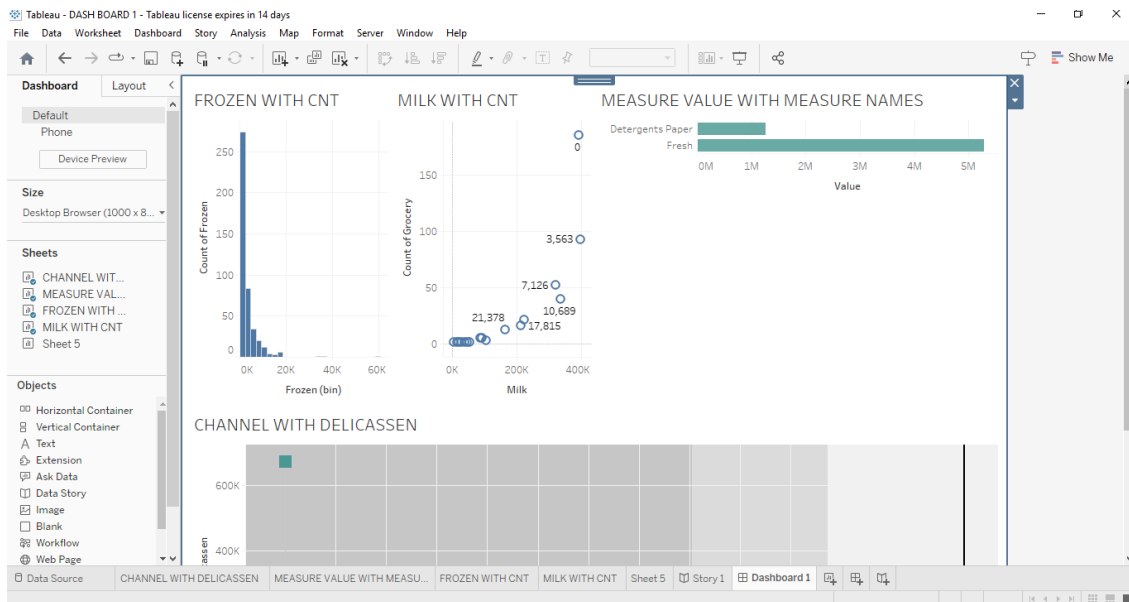 Tableau - DASH BOARD 1 - Tableau license expires in 14 days
File Data Worksheet Dashboard Story Analysis Map Format Server Window Help
Show Me
Dashboard Layout
Default
Phone
Device Preview
Size
Desktop Browser (1000 x 8...
Sheets
CHANNEL WIT...
MEASURE VAL...
FROZEN WITH ...
MILK WITH CNT
Sheet 5
Objects
Horizontal Container
Vertical Container
Text
Extension
Ask Data
Data Story
Image
Blank
Workflow
Web Page
FROZEN WITH CNT
Count of Frozen
250
200
150
100
50
0
0K 20K 40K 60K
Frozen (bin)
MILK WITH CNT
Count of Grocery
150
100
50
0
0
3,563
7,126
10,689
21,378
17,815
0K 200K 400K
Milk
MEASURE VALUE WITH MEASURE NAMES
Detergents Paper
Fresh
0M 1M 2M 3M 4M 5M
Value
CHANNEL WITH DELICASSEN
600K
400K
cassen
Data Source CHANNEL WITH DELICASSEN MEASURE VALUE WITH MEASU... FROZEN WITH CNT MILK WITH CNT Sheet 5 Story 1 Dashboard 1